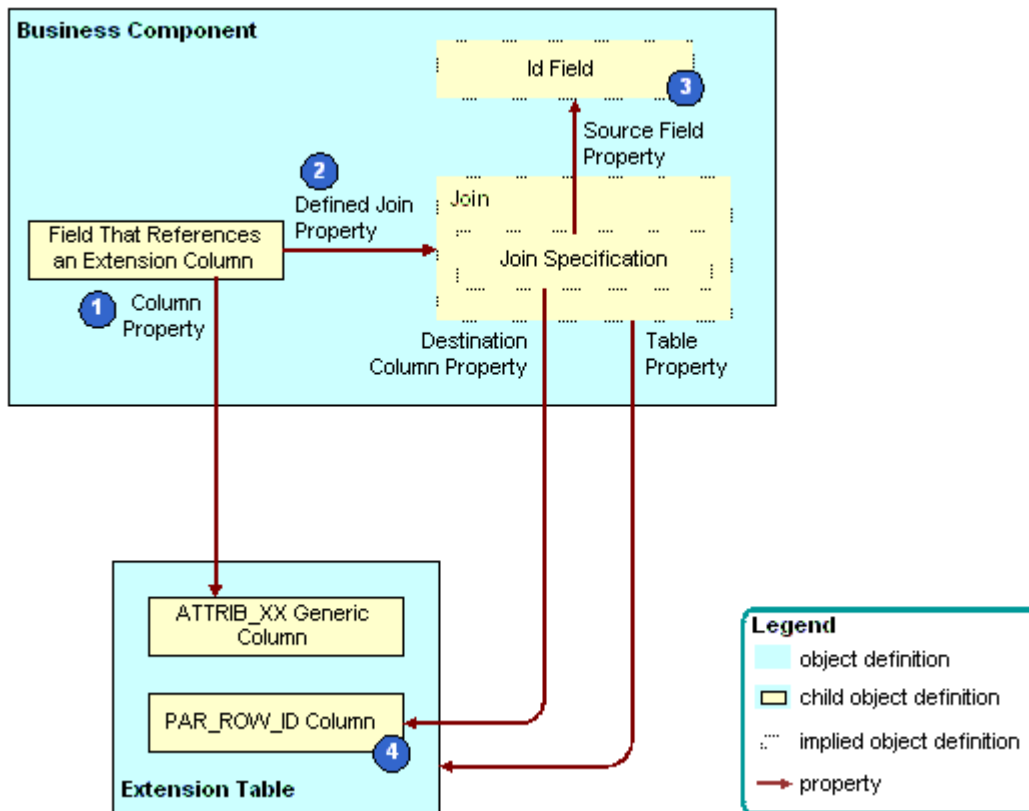 Business Component
Id Field
3
Source Field
Property
2
Defined Join
Property
Join
Field That References
an Extension Column
Join Specification
1
Column
Property
Destination
Column Property
Table
Property
ATTRIB_XX Generic
Column
PAR_ROW_ID Column
4
Extension Table
Legend
object definition
child object definition
implied object definition
property